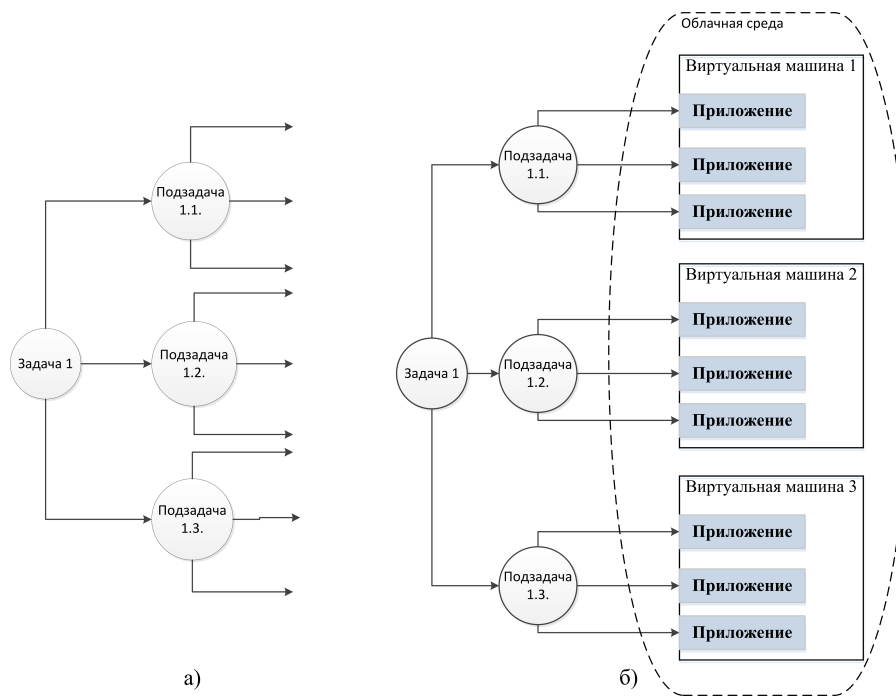 Подзадача
1.1.
Задача 1
Подзадача
1.2.
Подзадача
1.3.
а)
Облачная среда
Виртуальная машина 1
Приложение
Подзадача
1.1.
Приложение
Приложение
Виртуальная машина 2
Приложение
Задача 1
Подзадача
1.2.
Приложение
Приложение
Виртуальная машина 3
Приложение
Подзадача
1.3.
Приложение
Приложение
б)